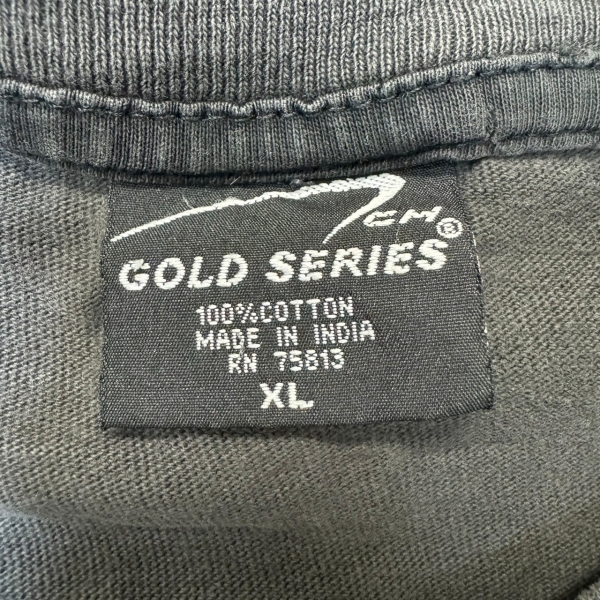 CM®
GOLD SERIES
100% COTTON
MADE IN INDIA
RN 75813
XL